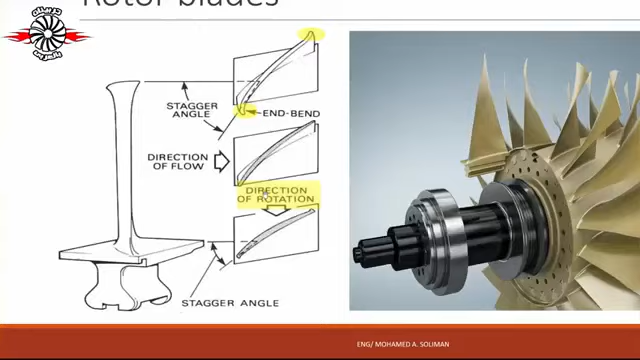 Rotor blades
STAGGER
ANGLE
END-BEND
DIRECTION
OF FLOW
DIRECTION
OF ROTATION
STAGGER ANGLE
ENG/ MOHAMED A. SOLIMAN